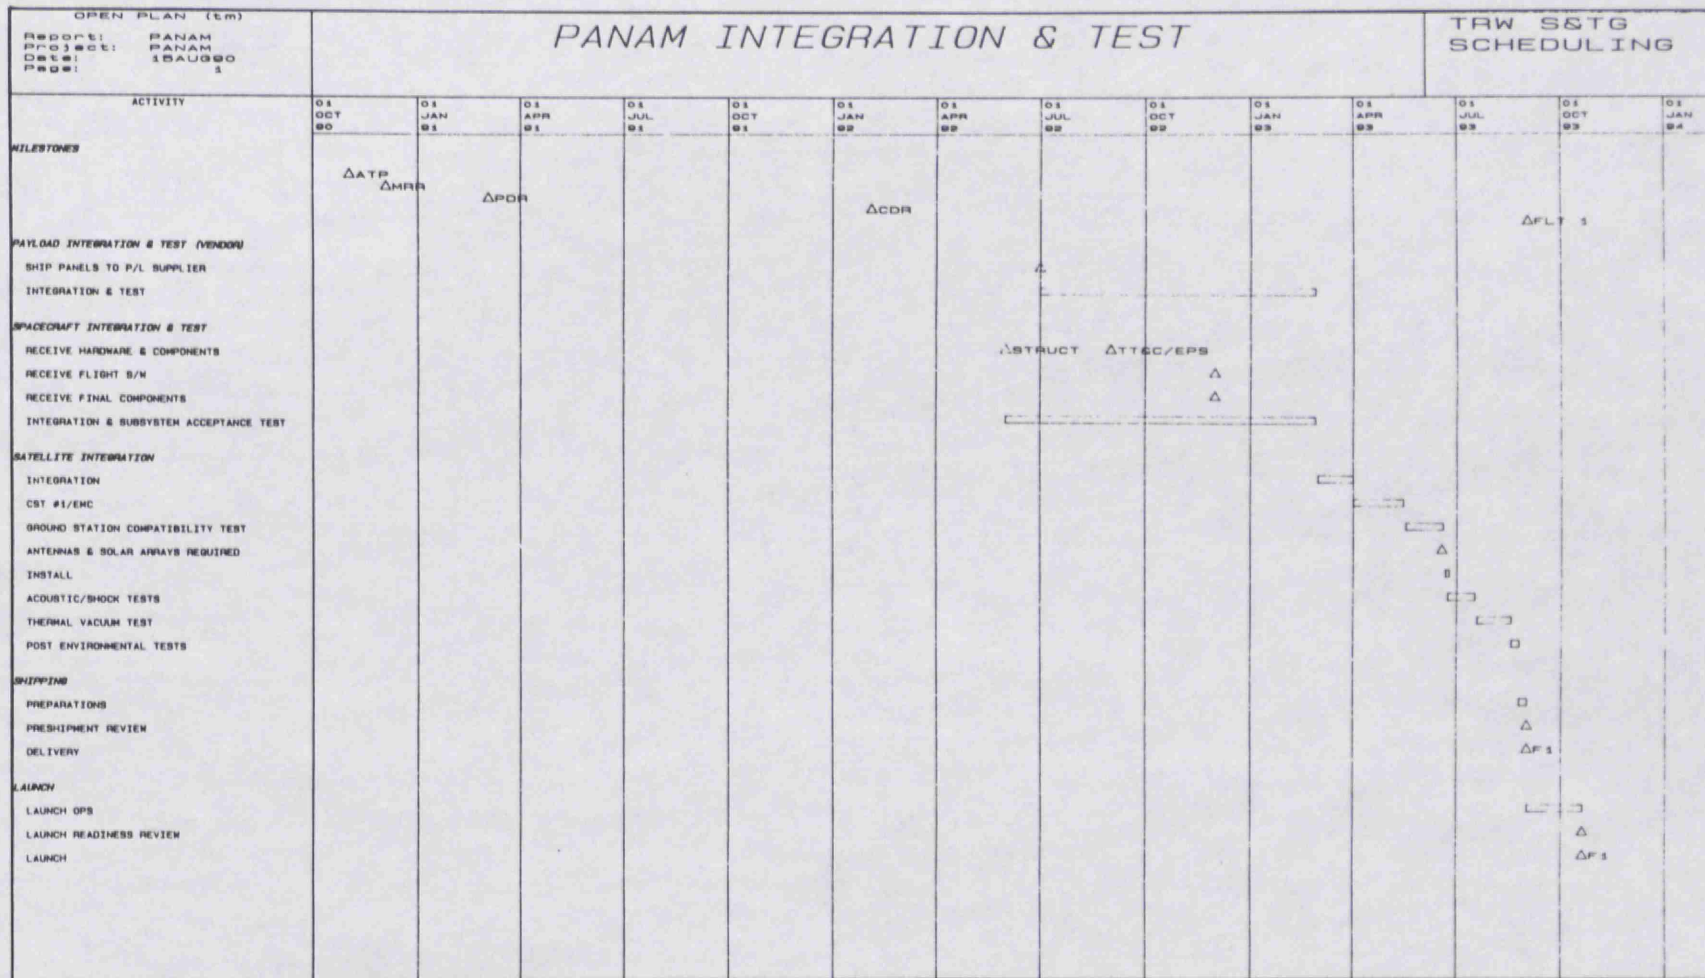 OPEN PLAN (tm)
Report: PANAM
Project: PANAM
Date: 15AUG90
Page: 1
PANAM INTEGRATION & TEST
TRW S&TG
SCHEDULING
ACTIVITY
01 OCT 90
01 JAN 91
01 APR 91
01 JUL 91
01 OCT 91
01 JAN 92
01 APR 92
01 JUL 92
01 OCT 92
01 JAN 93
01 APR 93
01 JUL 93
01 OCT 93
01 JAN 94
MILESTONES
ATP
MRR
PDR
CDR
FLT 1
PAYLOAD INTEGRATION & TEST (VENDOR)
SHIP PANELS TO P/L SUPPLIER
INTEGRATION & TEST
SPACECRAFT INTEGRATION & TEST
RECEIVE HARDWARE & COMPONENTS
STRUCT
TT&C/EPS
RECEIVE FLIGHT S/W
RECEIVE FINAL COMPONENTS
INTEGRATION & SUBSYSTEM ACCEPTANCE TEST
SATELLITE INTEGRATION
INTEGRATION
CST #1/EMC
GROUND STATION COMPATIBILITY TEST
ANTENNAS & SOLAR ARRAYS REQUIRED
INSTALL
ACOUSTIC/SHOCK TESTS
THERMAL VACUUM TEST
POST ENVIRONMENTAL TESTS
SHIPPING
PREPARATIONS
PRESHIPMENT REVIEW
DELIVERY
F1
LAUNCH
LAUNCH OPS
LAUNCH READINESS REVIEW
LAUNCH
F1